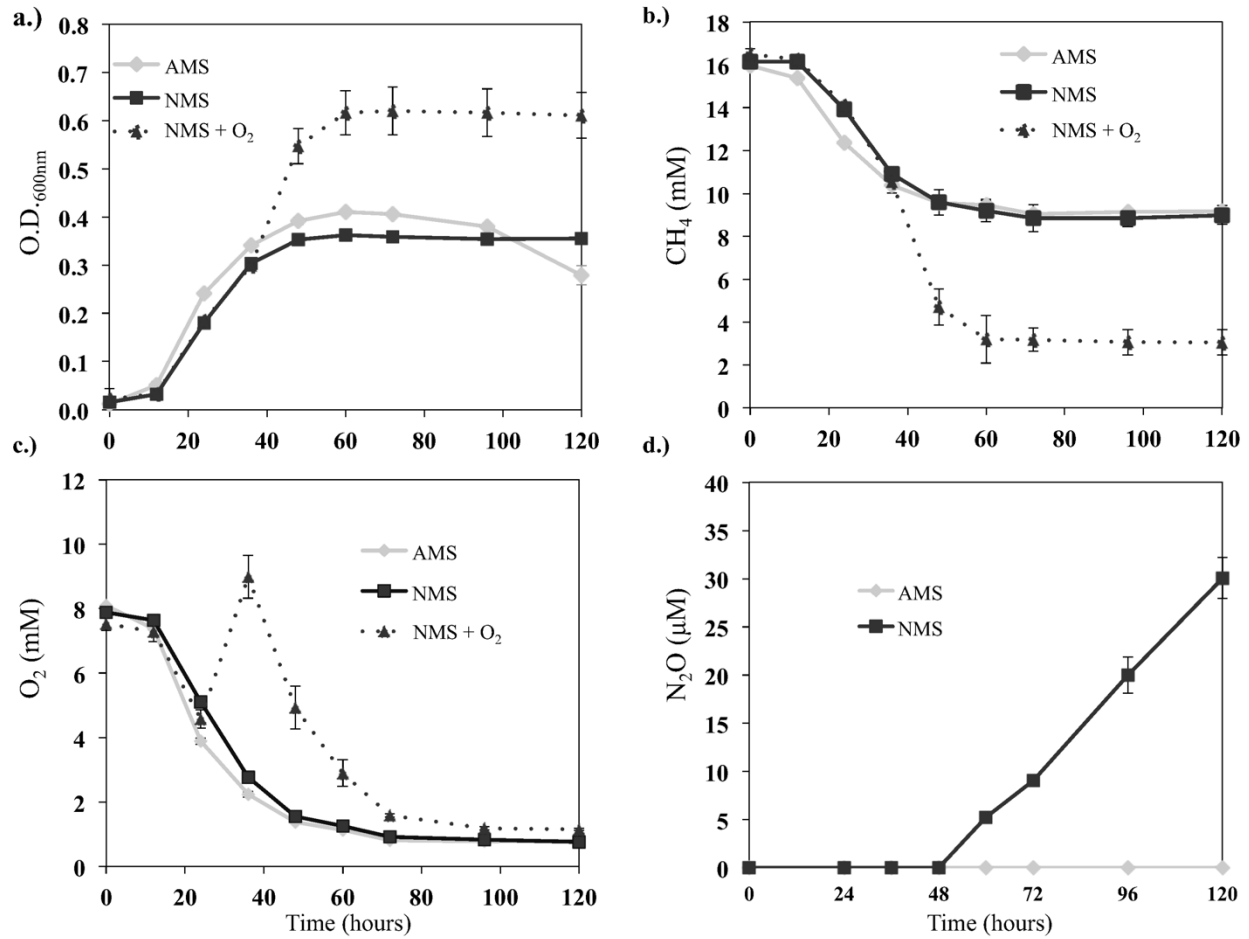 a.)
O.D.600nm
0.8
0.7
0.6
0.5
0.4
0.3
0.2
0.1
0.0
AMS
NMS
NMS + O2
0 20 40 60 80 100 120
b.)
CH4 (mM)
18
16
14
12
10
8
6
4
2
0
AMS
NMS
NMS + O2
0 20 40 60 80 100 120
c.)
O2 (mM)
12
10
8
6
4
2
0
AMS
NMS
NMS + O2
0 20 40 60 80 100 120
Time (hours)
d.)
N2O (µM)
40
35
30
25
20
15
10
5
0
AMS
NMS
0 24 48 72 96 120
Time (hours)